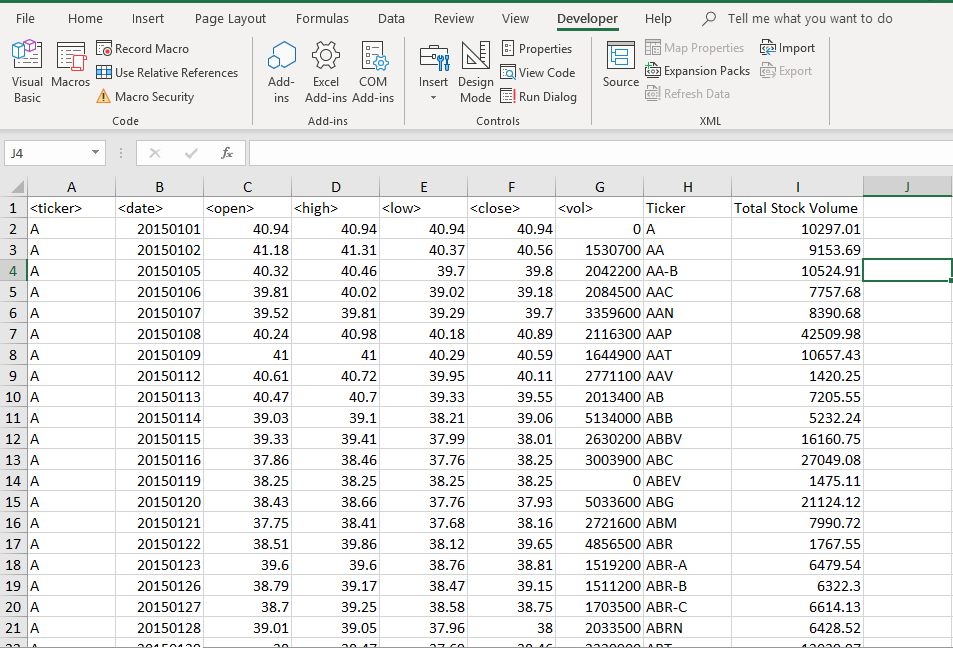 File Home Insert Page Layout Formulas Data Review View Developer Help Tell me what you want to do
Visual Basic
Macros
Record Macro
Use Relative References
Macro Security
Code
Add-ins
Excel Add-ins
COM Add-ins
Add-ins
Insert
Design Mode
Properties
View Code
Run Dialog
Controls
Source
Map Properties
Expansion Packs
Refresh Data
Import
Export
XML
J4 fx
A B C D E F G H I J
1 <ticker> <date> <open> <high> <low> <close> <vol> Ticker Total Stock Volume
2 A 20150101 40.94 40.94 40.94 40.94 0 A 10297.01
3 A 20150102 41.18 41.31 40.37 40.56 1530700 AA 9153.69
4 A 20150105 40.32 40.46 39.7 39.8 2042200 AA-B 10524.91
5 A 20150106 39.81 40.02 39.02 39.18 2084500 AAC 7757.68
6 A 20150107 39.52 39.81 39.29 39.7 3359600 AAN 8390.68
7 A 20150108 40.24 40.98 40.18 40.89 2116300 AAP 42509.98
8 A 20150109 41 41 40.29 40.59 1644900 AAT 10657.43
9 A 20150112 40.61 40.72 39.95 40.11 2771100 AAV 1420.25
10 A 20150113 40.47 40.7 39.33 39.55 2013400 AB 7205.55
11 A 20150114 39.03 39.1 38.21 39.06 5134000 ABB 5232.24
12 A 20150115 39.33 39.41 37.99 38.01 2630200 ABBV 16160.75
13 A 20150116 37.86 38.46 37.76 38.25 3003900 ABC 27049.08
14 A 20150119 38.25 38.25 38.25 38.25 0 ABEV 1475.11
15 A 20150120 38.43 38.66 37.76 37.93 5033600 ABG 21124.12
16 A 20150121 37.75 38.41 37.68 38.16 2721600 ABM 7990.72
17 A 20150122 38.51 39.86 38.12 39.65 4856500 ABR 1767.55
18 A 20150123 39.6 39.6 38.76 38.81 1519200 ABR-A 6479.54
19 A 20150126 38.79 39.17 38.47 39.15 1511200 ABR-B 6322.3
20 A 20150127 38.7 39.25 38.58 38.75 1703500 ABR-C 6614.13
21 A 20150128 39.01 39.05 37.96 38 2033500 ABRN 6428.52